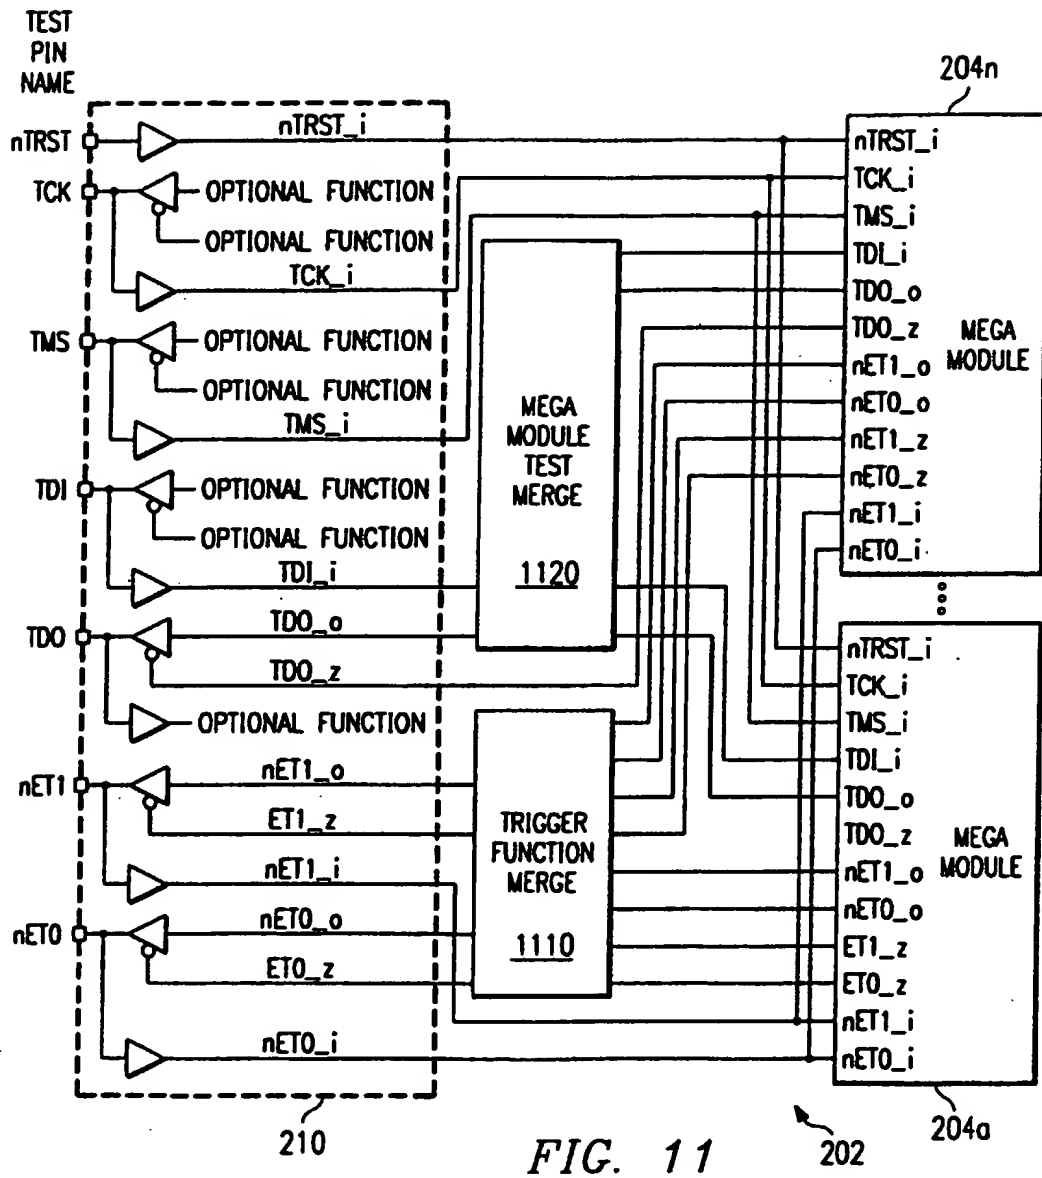 TEST
PIN
NAME
nTRST
nTRST_i
TCK
OPTIONAL FUNCTION
OPTIONAL FUNCTION
TCK_i
TMS
OPTIONAL FUNCTION
OPTIONAL FUNCTION
TMS_i
TDI
OPTIONAL FUNCTION
OPTIONAL FUNCTION
TDI_i
TDO
TDO_o
TDO_z
OPTIONAL FUNCTION
nET1
nET1_o
ET1_z
nET1_i
nET0
nET0_o
ET0_z
nET0_i
210
MEGA
MODULE
TEST
MERGE
1120
TRIGGER
FUNCTION
MERGE
1110
204n
nTRST_i
TCK_i
TMS_i
TDI_i
TDO_o
TDO_z
nET1_o
nET0_o
nET1_z
nET0_z
nET1_i
nET0_i
MEGA
MODULE
nTRST_i
TCK_i
TMS_i
TDI_i
TDO_o
TDO_z
nET1_o
nET0_o
ET1_z
ET0_z
nET1_i
nET0_i
MEGA
MODULE
204a
202
FIG. 11